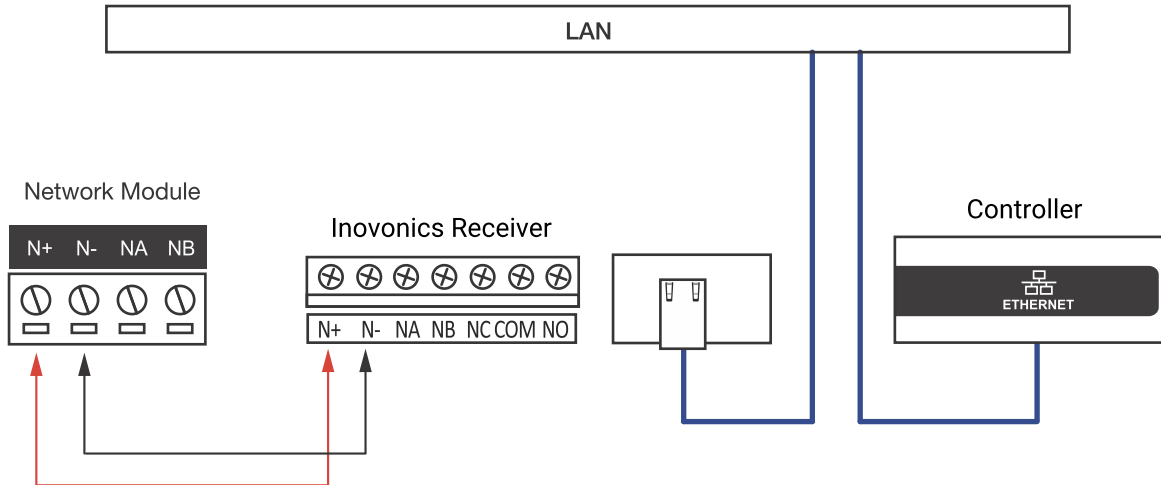 LAN
Network Module
N+ N- NA NB
Inovonics Receiver
N+ N- NA NB NC COM NO
Controller
ETHERNET